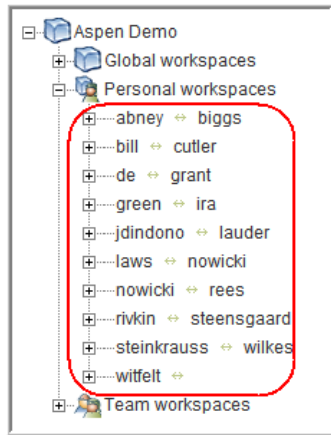 Aspen Demo
Global workspaces
Personal workspaces
abney ↔ biggs
bill ↔ cutler
de ↔ grant
green ↔ ira
jdindono ↔ lauder
laws ↔ nowicki
nowicki ↔ rees
rivkin ↔ steensgaard
steinkrauss ↔ wilkes
witfelt ↔
Team workspaces